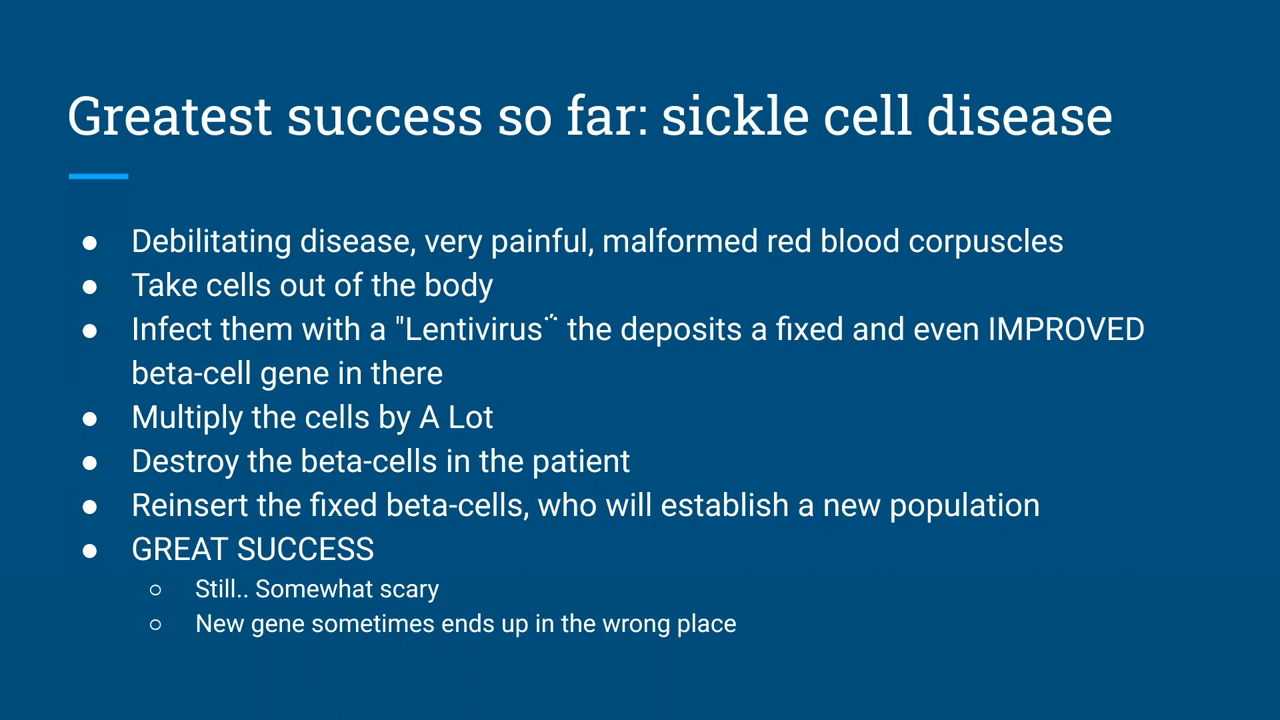 Greatest success so far: sickle cell disease
● Debilitating disease, very painful, malformed red blood corpuscles
● Take cells out of the body
● Infect them with a "Lentivirus" the deposits a fixed and even IMPROVED
beta-cell gene in there
● Multiply the cells by A Lot
● Destroy the beta-cells in the patient
● Reinsert the fixed beta-cells, who will establish a new population
● GREAT SUCCESS
○ Still.. Somewhat scary
○ New gene sometimes ends up in the wrong place